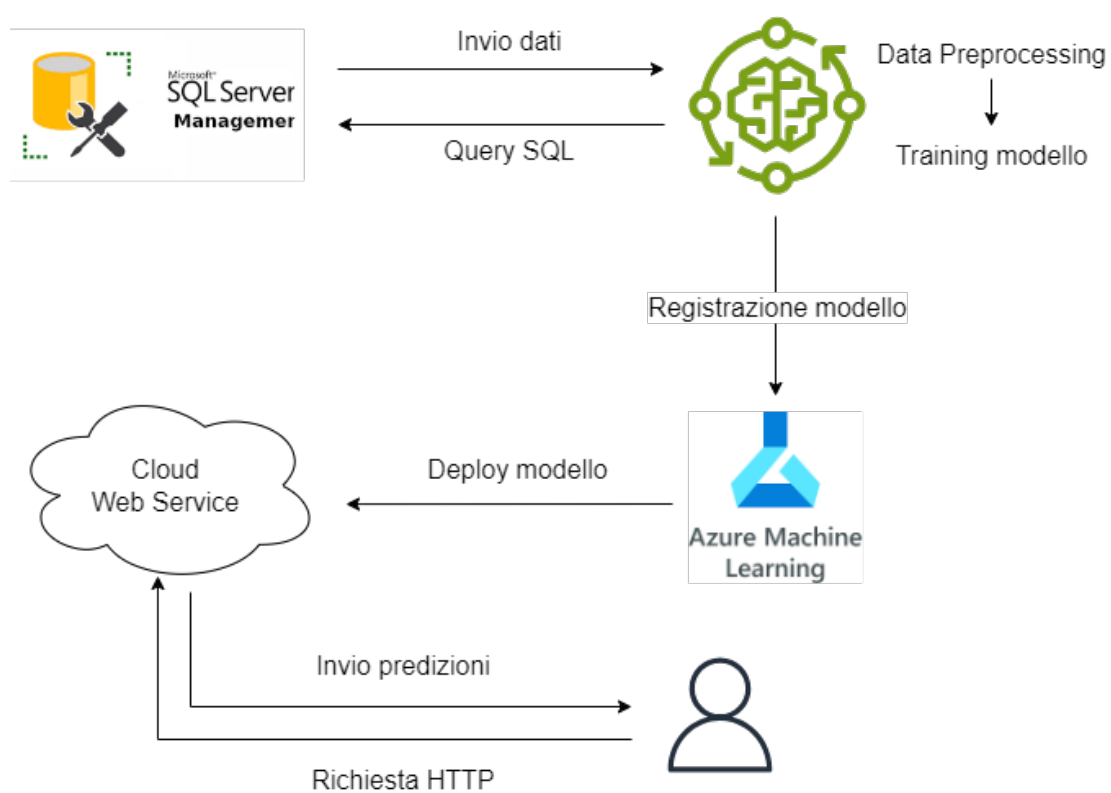 Microsoft
SQL Server
Managemer
Invio dati
Query SQL
Data Preprocessing
Training modello
Registrazione modello
Cloud
Web Service
Deploy modello
Azure Machine
Learning
Invio predizioni
Richiesta HTTP